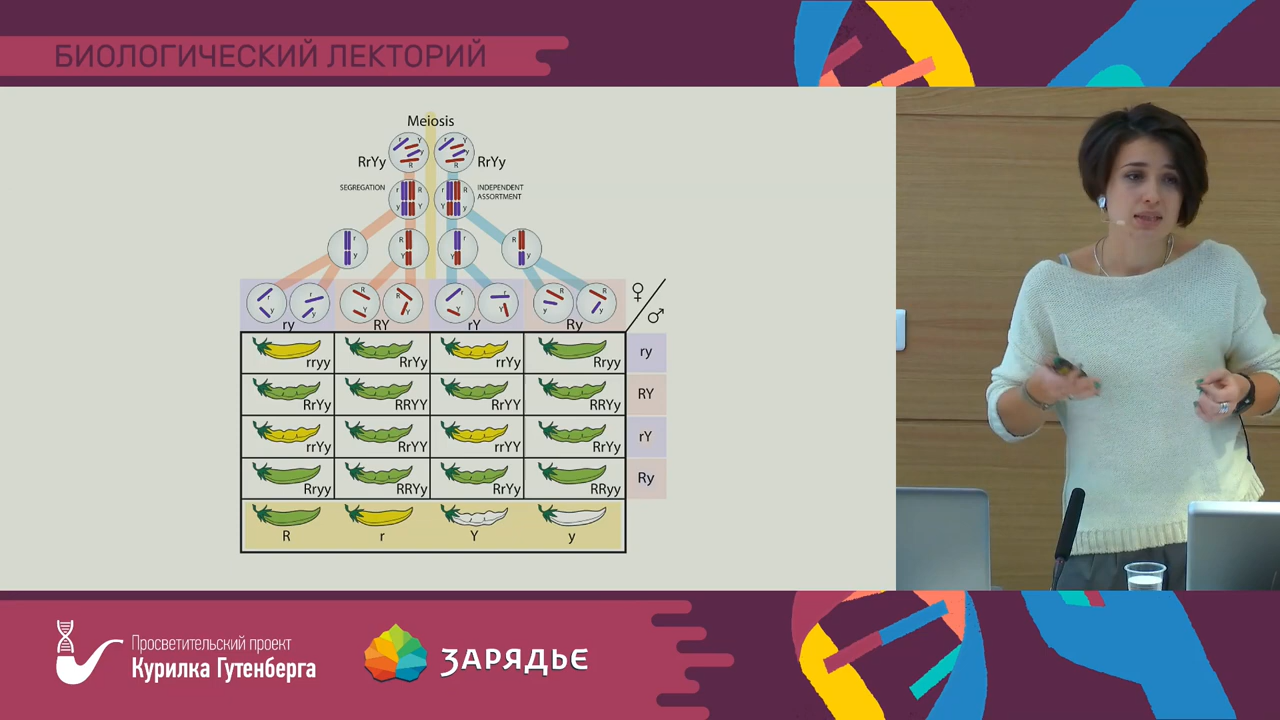 БИОЛОГИЧЕСКИЙ ЛЕКТОРИЙ
Meiosis
RrYy RrYy
SEGREGATION
INDEPENDENT
ASSORTMENT
ry RY rY Ry
♀
♂
rryy RrYy rrYy Rryy ry
RrYy RRYY RrYY RRYy RY
rrYy RrYY rrYY RrYy rY
Rryy RRYy RrYy RRyy Ry
R r Y y
Просветительский проект
Курилка Гутенберга
ЗАРЯДЬЕ